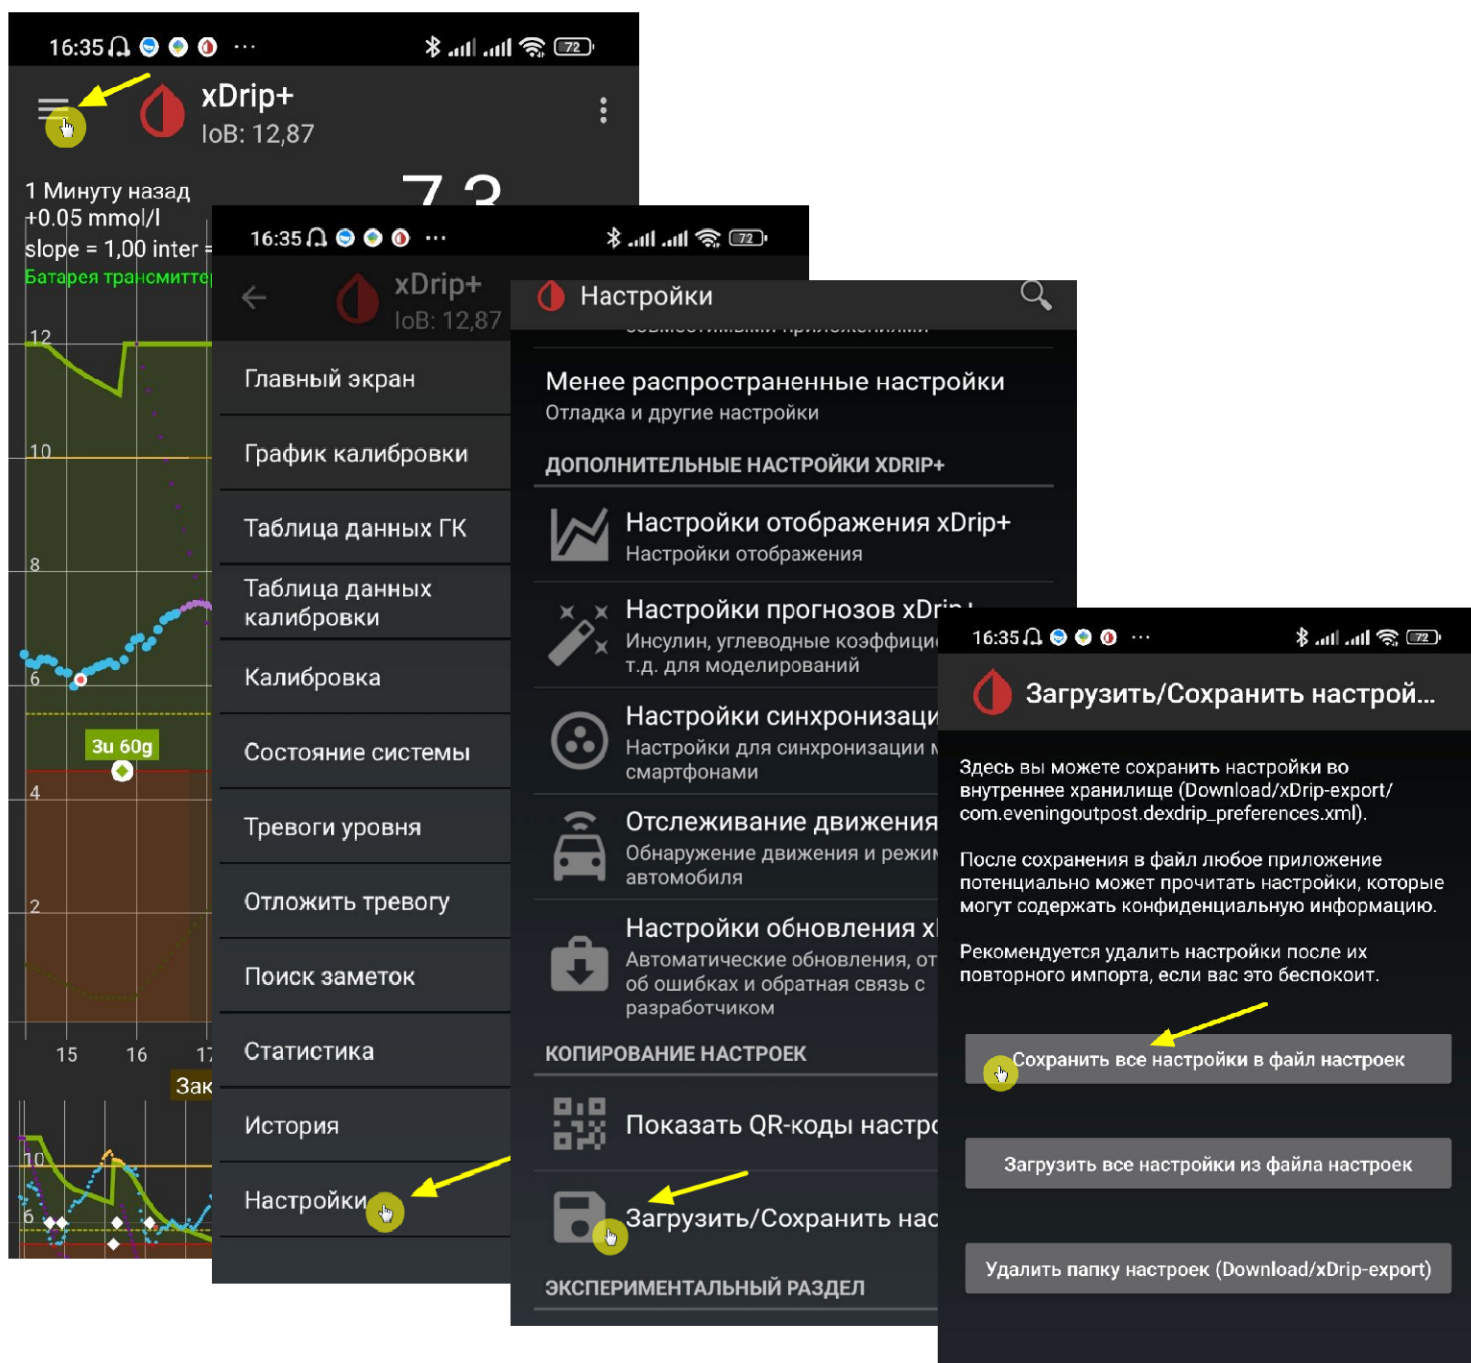 16:35
72
xDrip+
IoB: 12,87
1 Минуту назад
+0.05 mmol/l
slope = 1,00 inter =
7,3
12
10
8
6
4
2
3u 60g
15 16
10
6
16:35
72
xDrip+
IoB: 12,87
Главный экран
График калибровки
Таблица данных ГК
Таблица данных
калибровки
Калибровка
Состояние системы
Тревоги уровня
Отложить тревогу
Поиск заметок
Статистика
История
Настройки
Настройки
Менее распространенные настройки
Отладка и другие настройки
ДОПОЛНИТЕЛЬНЫЕ НАСТРОЙКИ XDRIP+
Настройки отображения xDrip+
Настройки отображения
Настройки прогнозов xDrip+
Инсулин, углеводные коэффици
т.д. для моделирований
Настройки синхронизаци
Настройки для синхронизации м
смартфонами
Отслеживание движения
Обнаружение движения и режим
автомобиля
Настройки обновления x
Автоматические обновления, от
об ошибках и обратная связь с
разработчиком
КОПИРОВАНИЕ НАСТРОЕК
Показать QR-коды настро
Загрузить/Сохранить нас
ЭКСПЕРИМЕНТАЛЬНЫЙ РАЗДЕЛ
16:35
72
Загрузить/Сохранить настрой...
Здесь вы можете сохранить настройки во
внутреннее хранилище (Download/xDrip-export/
com.eveningoutpost.dexdrip_preferences.xml).
После сохранения в файл любое приложение
потенциально может прочитать настройки, которые
могут содержать конфиденциальную информацию.
Рекомендуется удалить настройки после их
повторного импорта, если вас это беспокоит.
Сохранить все настройки в файл настроек
Загрузить все настройки из файла настроек
Удалить папку настроек (Download/xDrip-export)